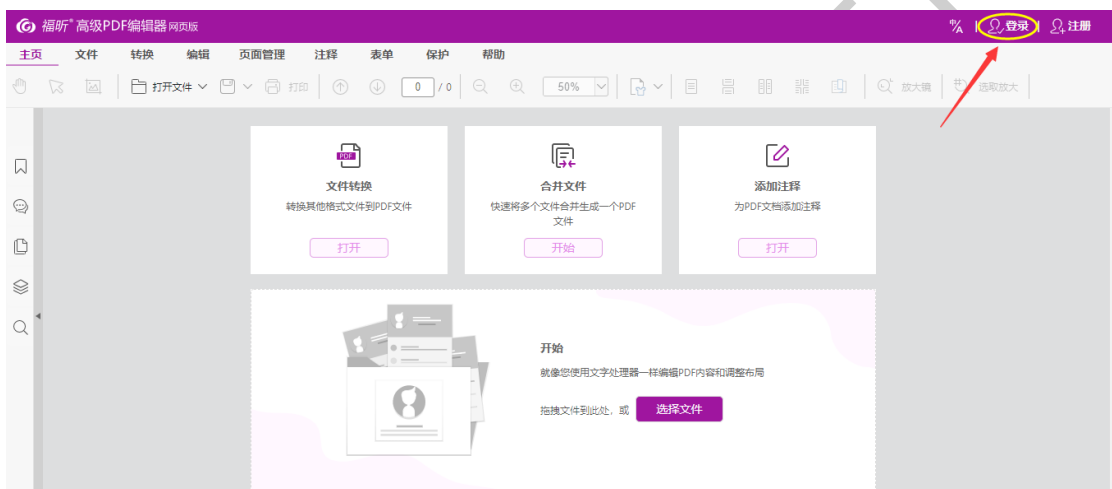 福昕®高级PDF编辑器网页版
登录
注册
主页 文件 转换 编辑 页面管理 注释 表单 保护 帮助
打开文件 打印 0 / 0 50% 放大镜 选取放大
PDF
文件转换
转换其他格式文件到PDF文件
打开
合并文件
快速将多个文件合并生成一个PDF
文件
开始
添加注释
为PDF文档添加注释
打开
开始
就像您使用文字处理器一样编辑PDF内容和调整布局
拖拽文件到此处，或 选择文件